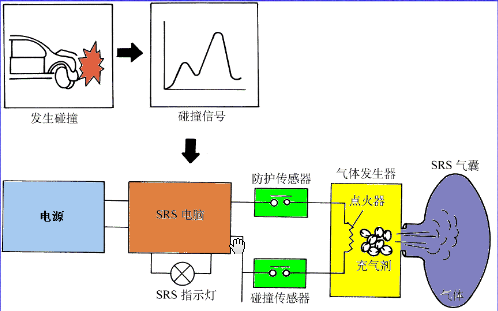 发生碰撞
碰撞信号
防护传感器
气体发生器
SRS 气囊
点火器
电源
SRS 电脑
充气剂
气体
SRS 指示灯
碰撞传感器